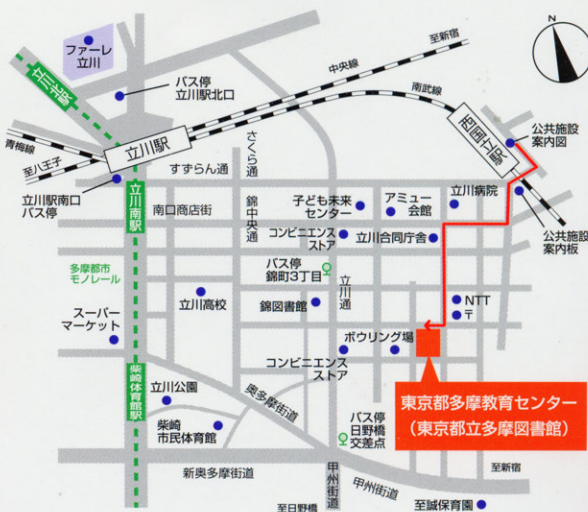 ファーレ
立川
バス停
立川駅北口
至新宿
中央線
南武線
立川北駅
立川駅
西国立駅
公共施設
案内図
青梅線
至八王子
さくら通
すずらん通
立川駅南口
バス停
立川南駅
南口商店街
錦中央通
子ども未来
センター
アミュー
会館
立川病院
公共施設
案内板
コンビニエンス
ストア
立川合同庁舎
多摩都市
モノレール
バス停
錦町3丁目
立川通
立川高校
錦図書館
NTT
〒
スーパー
マーケット
ボウリング場
コンビニエンス
ストア
柴崎体育館駅
立川公園
奥多摩街道
東京都多摩教育センター
(東京都立多摩図書館)
柴崎
市民体育館
バス停
日野橋
交差点
新奥多摩街道
甲州街道
甲州街道
至新宿
至日野橋
至誠保育園